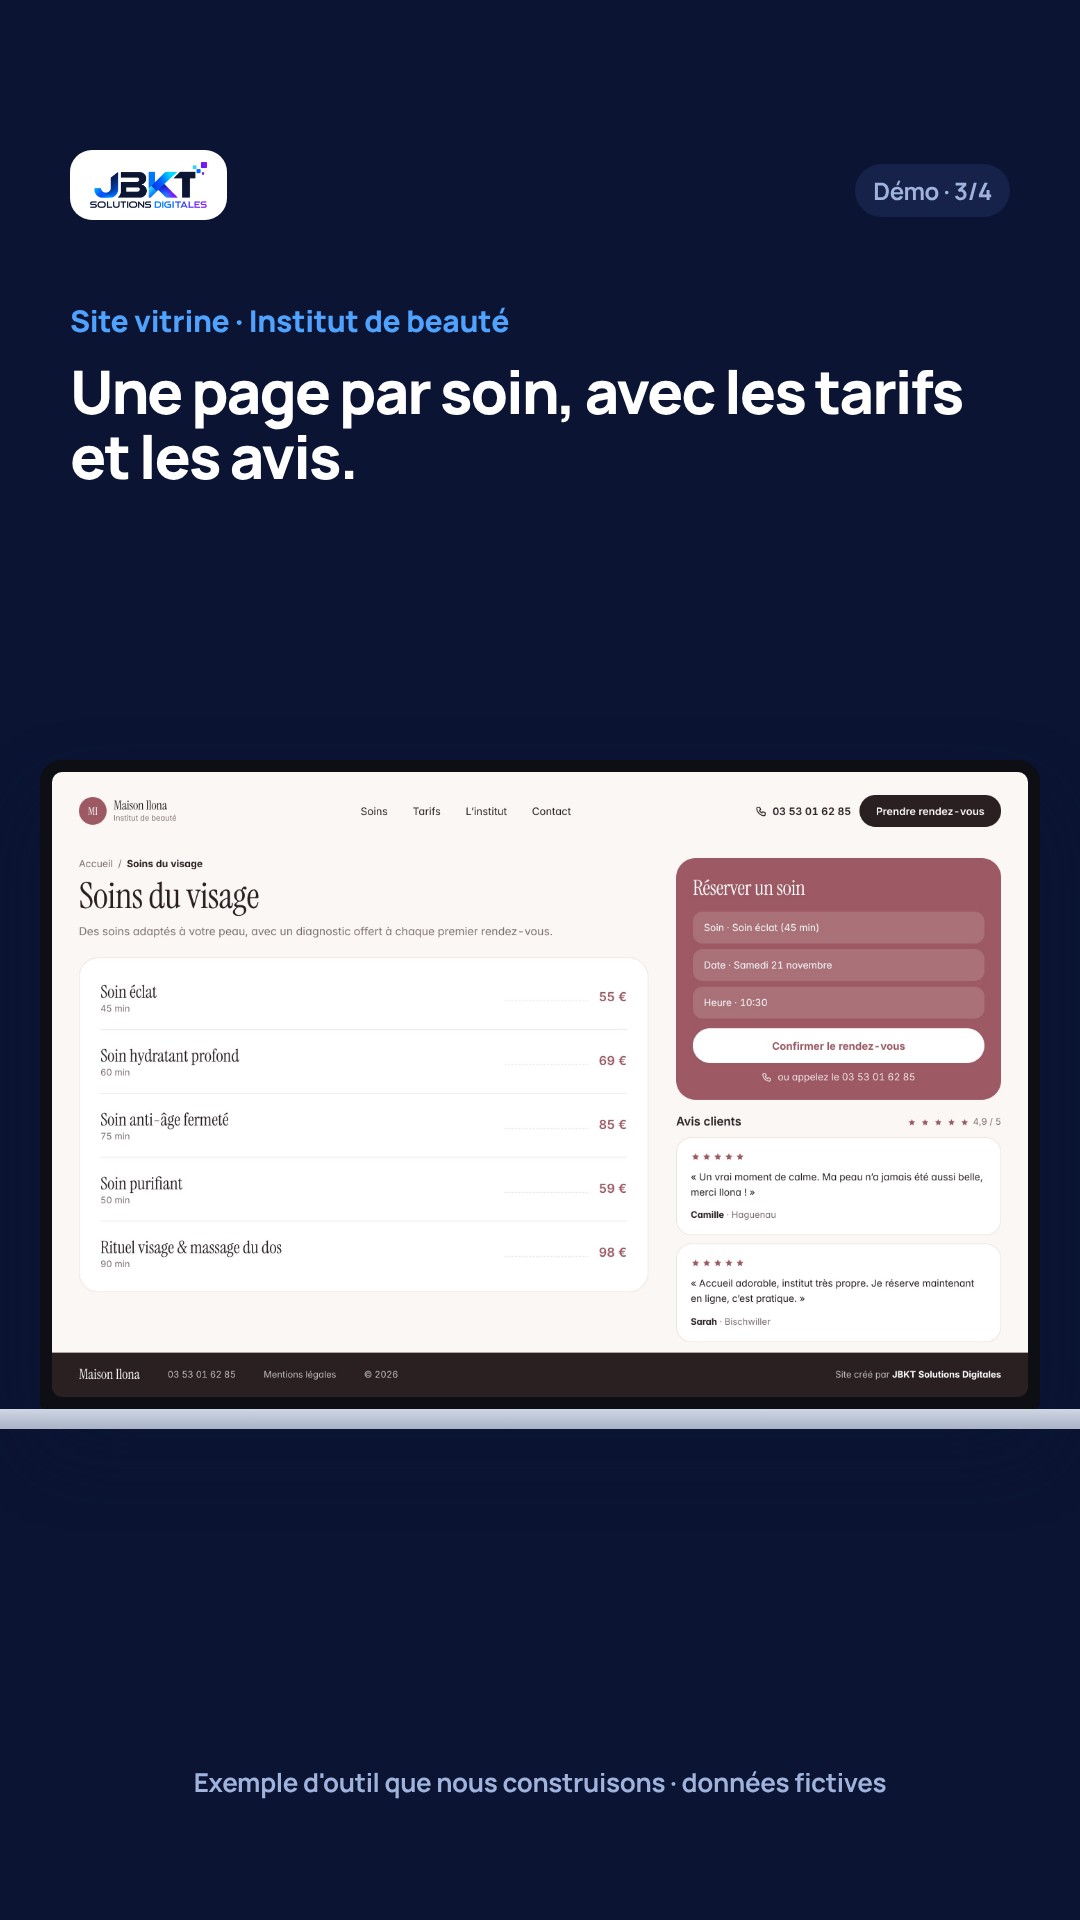 JBKT
SOLUTIONS DIGITALES
Démo · 3/4
Site vitrine · Institut de beauté
Une page par soin, avec les tarifs
et les avis.
MI
Maison Ilona
Institut de beauté
Soins
Tarifs
L'institut
Contact
03 53 01 62 85
Prendre rendez-vous
Accueil / Soins du visage
Soins du visage
Des soins adaptés à votre peau, avec un diagnostic offert à chaque premier rendez-vous.
Soin éclat
45 min
55 €
Soin hydratant profond
60 min
69 €
Soin anti-âge fermeté
75 min
85 €
Soin purifiant
50 min
59 €
Rituel visage & massage du dos
90 min
98 €
Réserver un soin
Soin · Soin éclat (45 min)
Date · Samedi 21 novembre
Heure · 10:30
Confirmer le rendez-vous
ou appelez le 03 53 01 62 85
Avis clients
★ ★ ★ ★ ★ 4,9 / 5
★ ★ ★ ★ ★
« Un vrai moment de calme. Ma peau n'a jamais été aussi belle,
merci Ilona ! »
Camille · Haguenau
★ ★ ★ ★ ★
« Accueil adorable, institut très propre. Je réserve maintenant
en ligne, c'est pratique. »
Sarah · Bischwiller
Maison Ilona
03 53 01 62 85
Mentions légales
© 2026
Site créé par JBKT Solutions Digitales
Exemple d'outil que nous construisons · données fictives